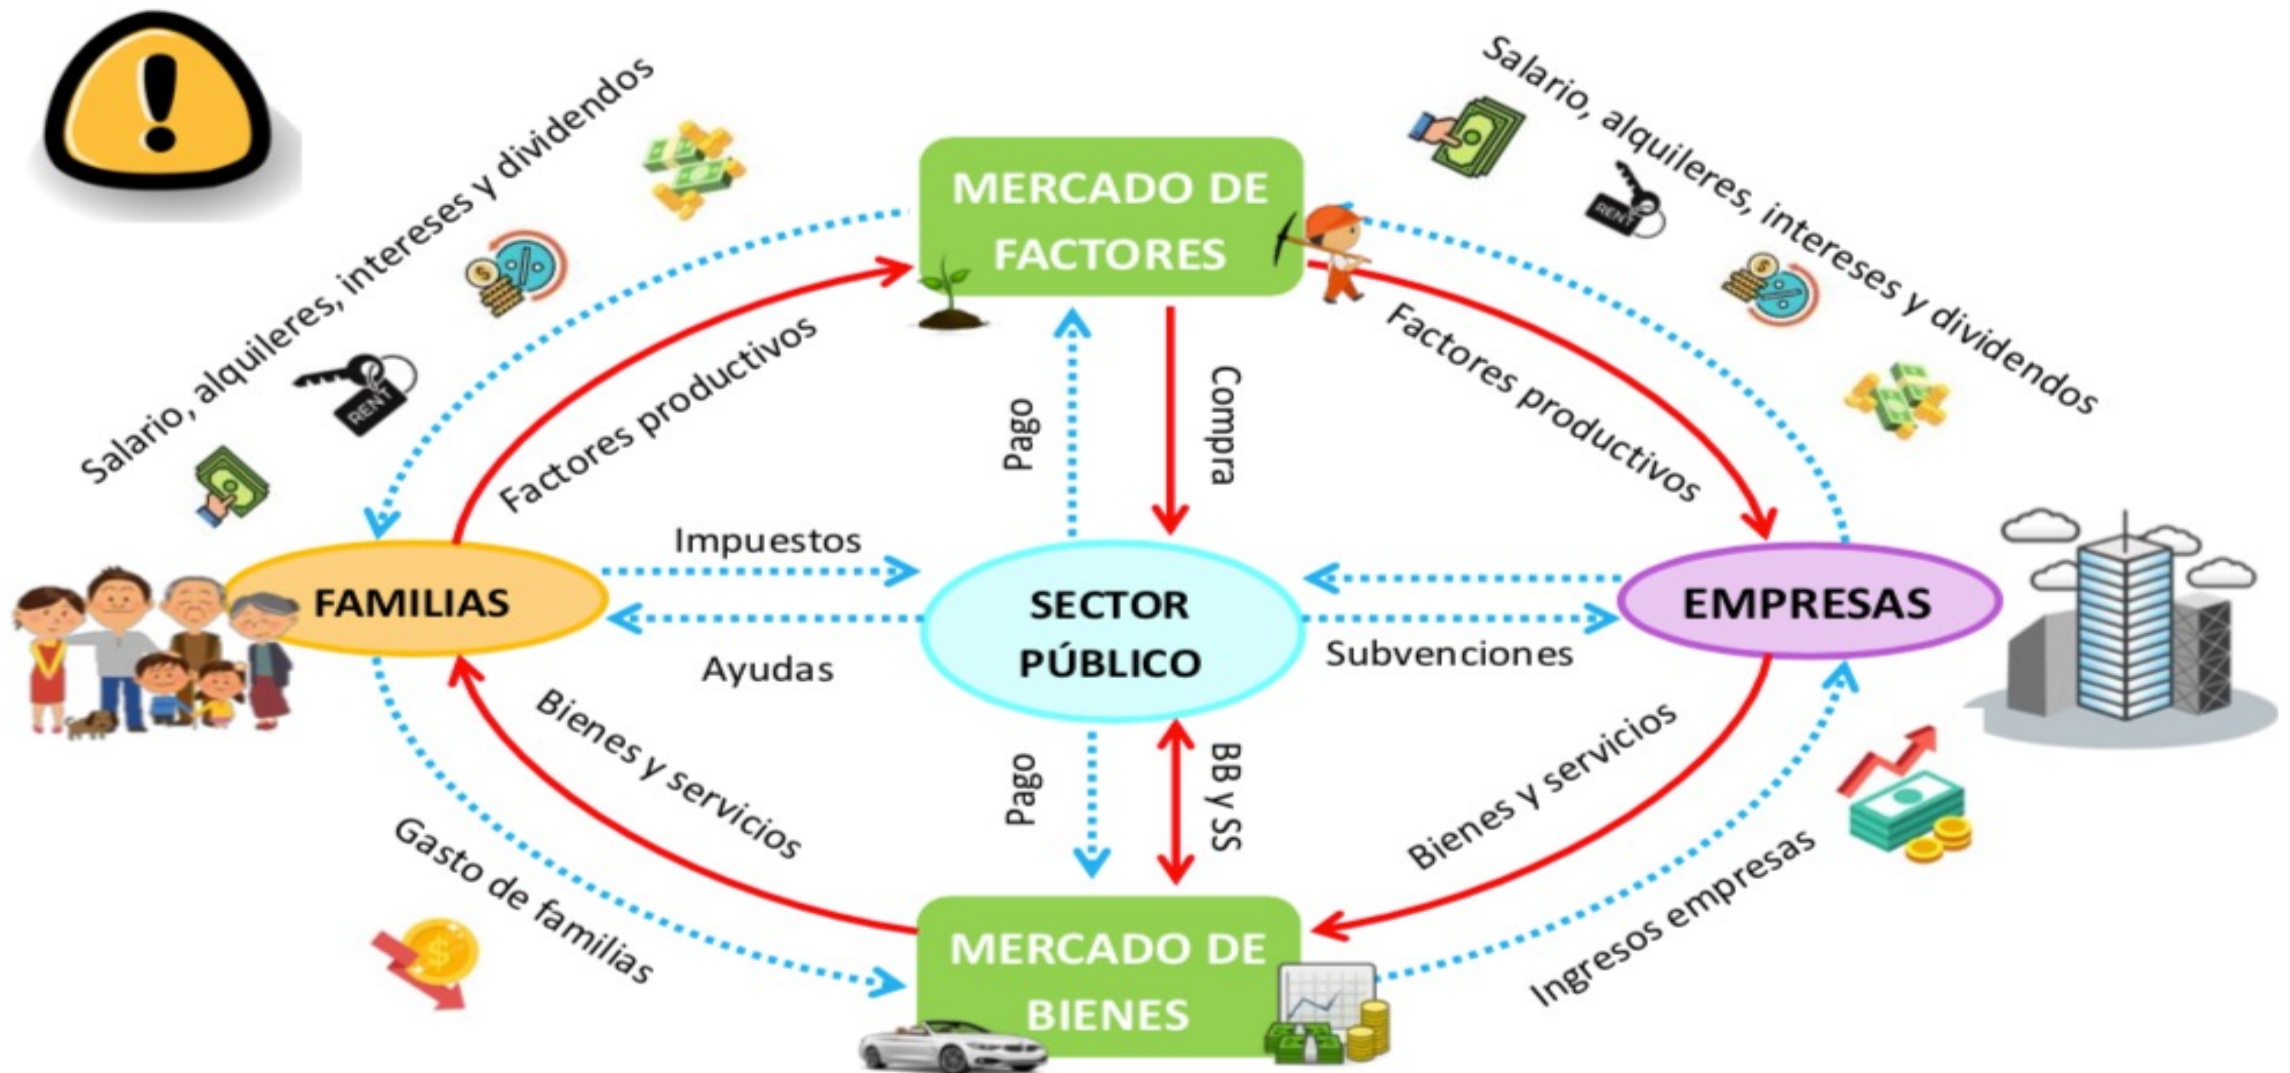 Salario, alquileres, intereses y dividendos
Salario, alquileres, intereses y dividendos
MERCADO DE
FACTORES
RENT
RENT
Factores productivos
Factores productivos
Pago
Compra
Impuestos
FAMILIAS
SECTOR
PÚBLICO
EMPRESAS
Ayudas
Subvenciones
Bienes y servicios
Pago
BB y SS
Bienes y servicios
Gasto de familias
Ingresos empresas
MERCADO DE
BIENES